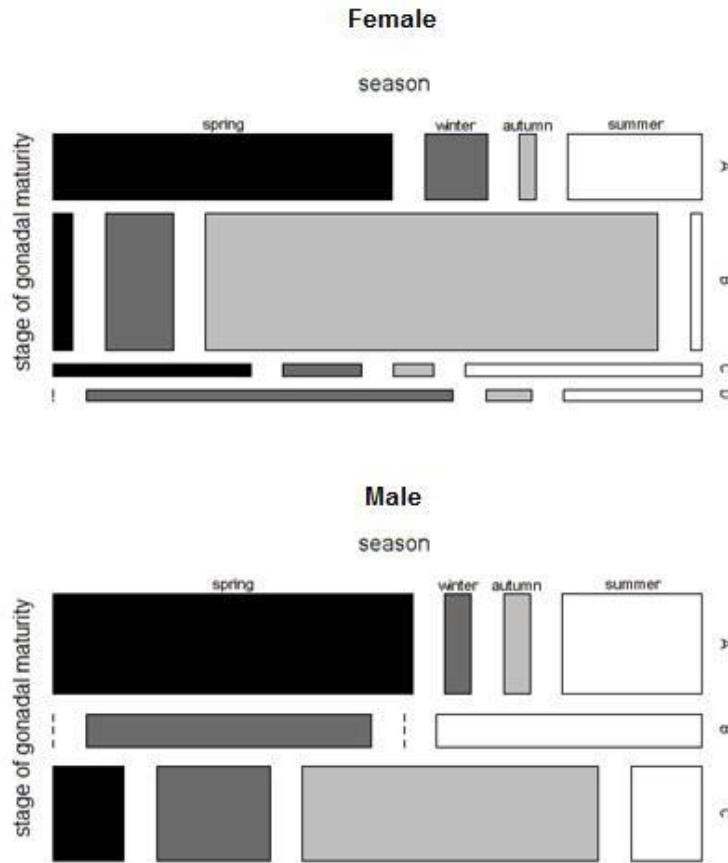 Female
season
spring winter autumn summer
stage of gonadal maturity
A
B
C
D
Male
season
spring winter autumn summer
stage of gonadal maturity
A
B
C